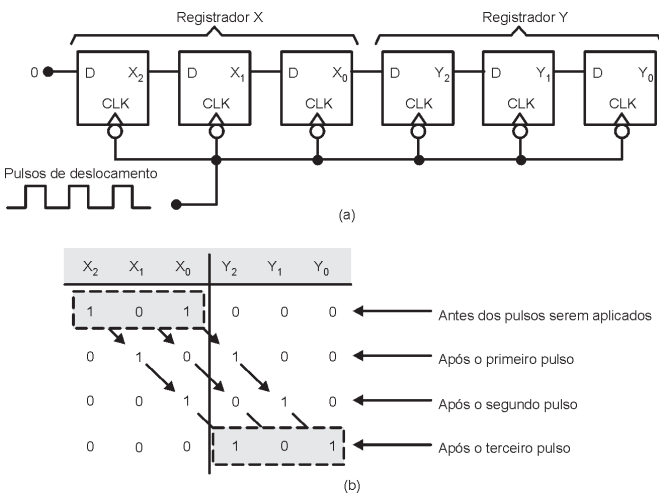 Registrador X Registrador Y
0 D X2 D X1 D X0 D Y2 D Y1 D Y0
CLK CLK CLK CLK CLK CLK
Pulsos de deslocamento
(a)
X2 X1 X0 Y2 Y1 Y0
1 0 1 0 0 0 Antes dos pulsos serem aplicados
0 1 0 1 0 0 Após o primeiro pulso
0 0 1 0 1 0 Após o segundo pulso
0 0 0 1 0 1 Após o terceiro pulso
(b)